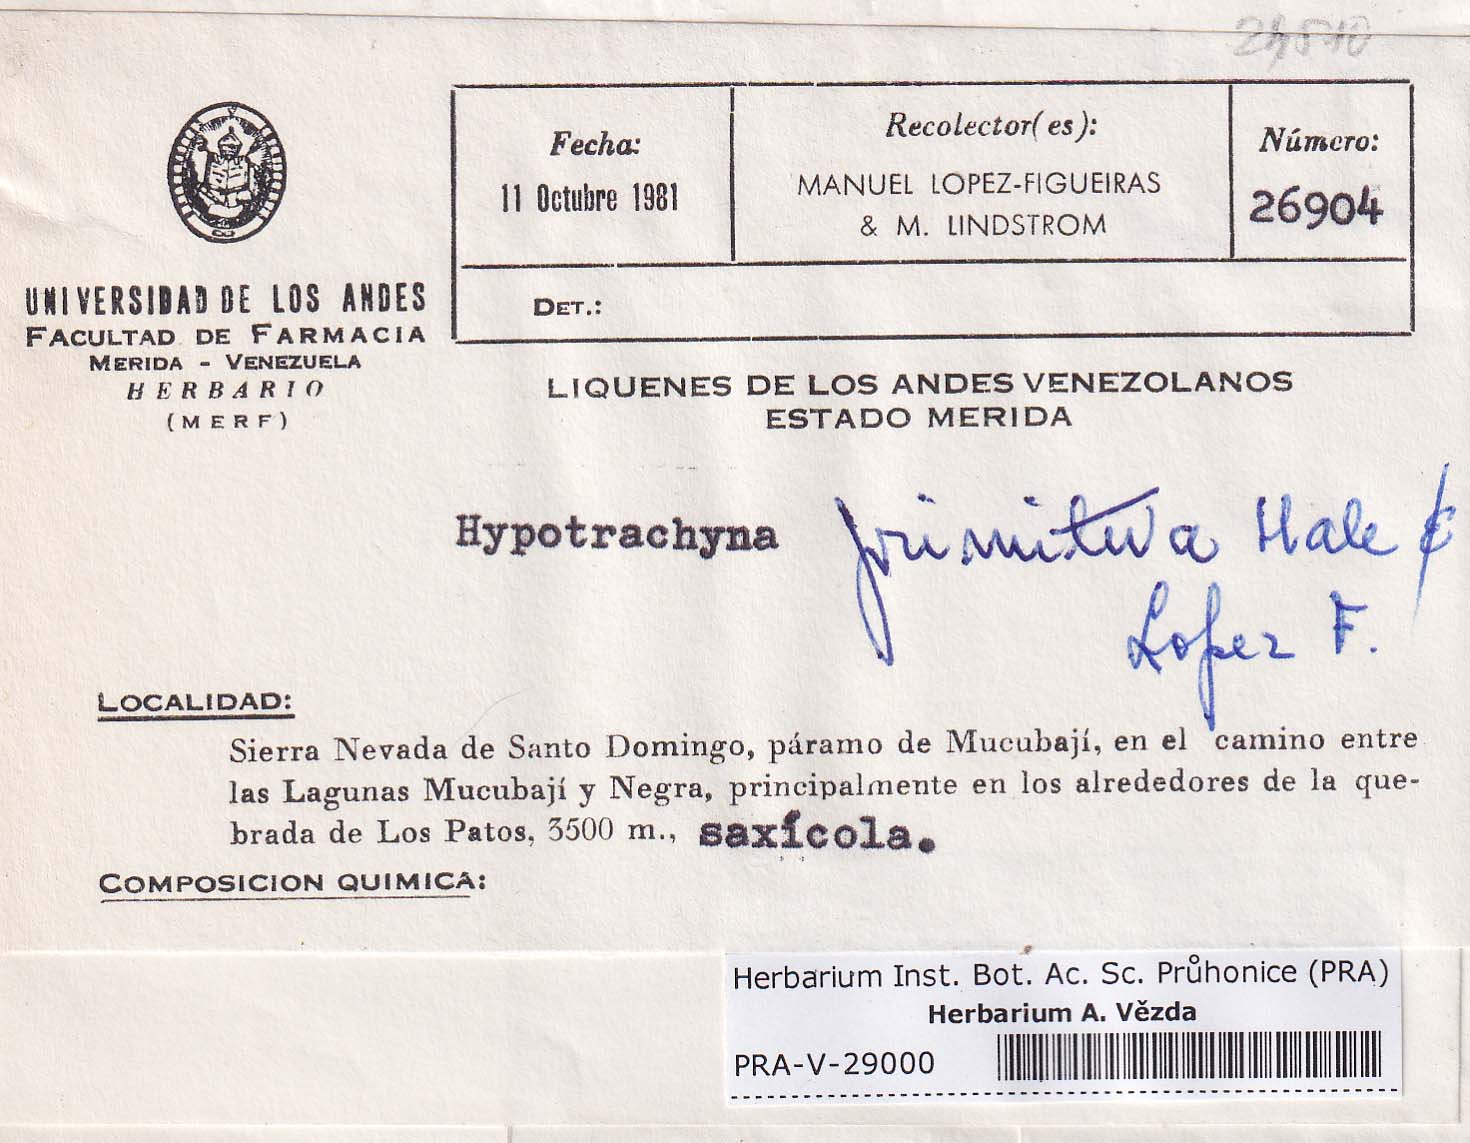 24510
Fecha:
11 Octubre 1981
Recolector(es):
MANUEL LOPEZ-FIGUEIRAS
& M. LINDSTROM
Número:
26904
DET.:
UNIVERSIDAD DE LOS ANDES
FACULTAD DE FARMACIA
MERIDA - VENEZUELA
HERBARIO
(MERF)
LIQUENES DE LOS ANDES VENEZOLANOS
ESTADO MERIDA
Hypotrachyna primitiva Hale &
Lopez F.
LOCALIDAD:
Sierra Nevada de Santo Domingo, páramo de Mucubají, en el camino entre
las Lagunas Mucubají y Negra, principalmente en los alrededores de la que-
brada de Los Patos, 3500 m., saxícola.
COMPOSICION QUIMICA:
Herbarium Inst. Bot. Ac. Sc. Průhonice (PRA)
Herbarium A. Vězda
PRA-V-29000